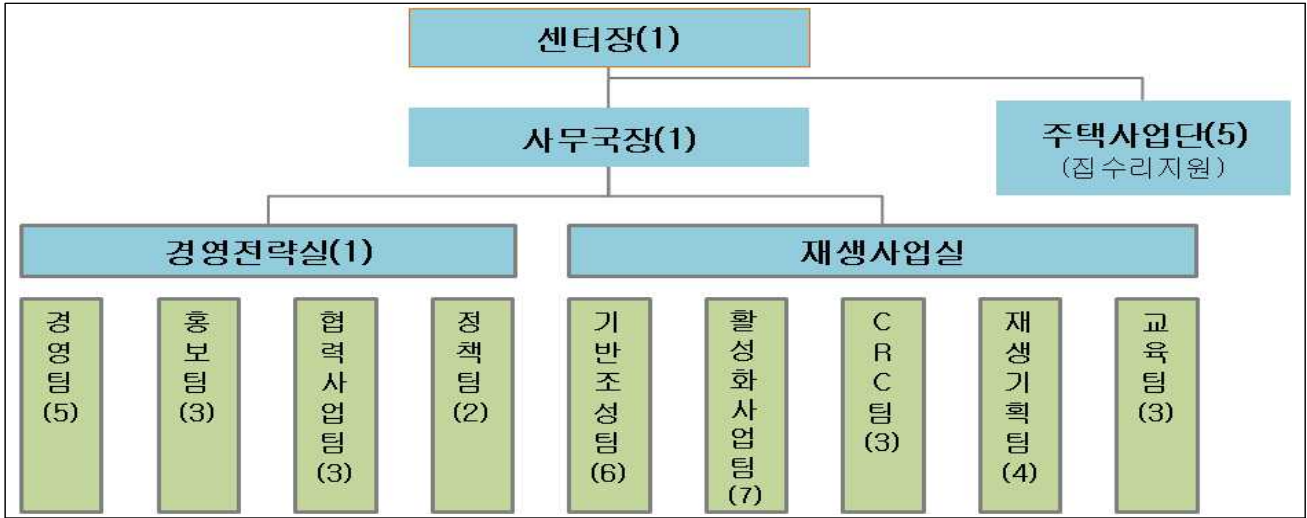 센터장(1)
사무국장(1)
주택사업단(5)
(집수리지원)
경영전략실(1)
재생사업실
경영팀(5)
홍보팀(3)
협력사업팀(3)
정책팀(2)
기반조성팀(6)
활성화사업팀(7)
CRC팀(3)
재생기획팀(4)
교육팀(3)